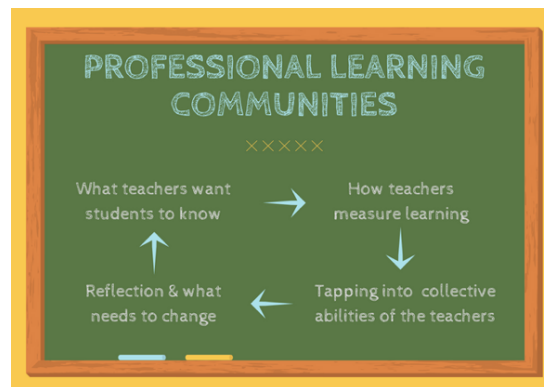 PROFESSIONAL LEARNING
COMMUNITIES
×××××
What teachers want
students to know
How teachers
measure learning
Reflection & what
needs to change
Tapping into collective
abilities of the teachers